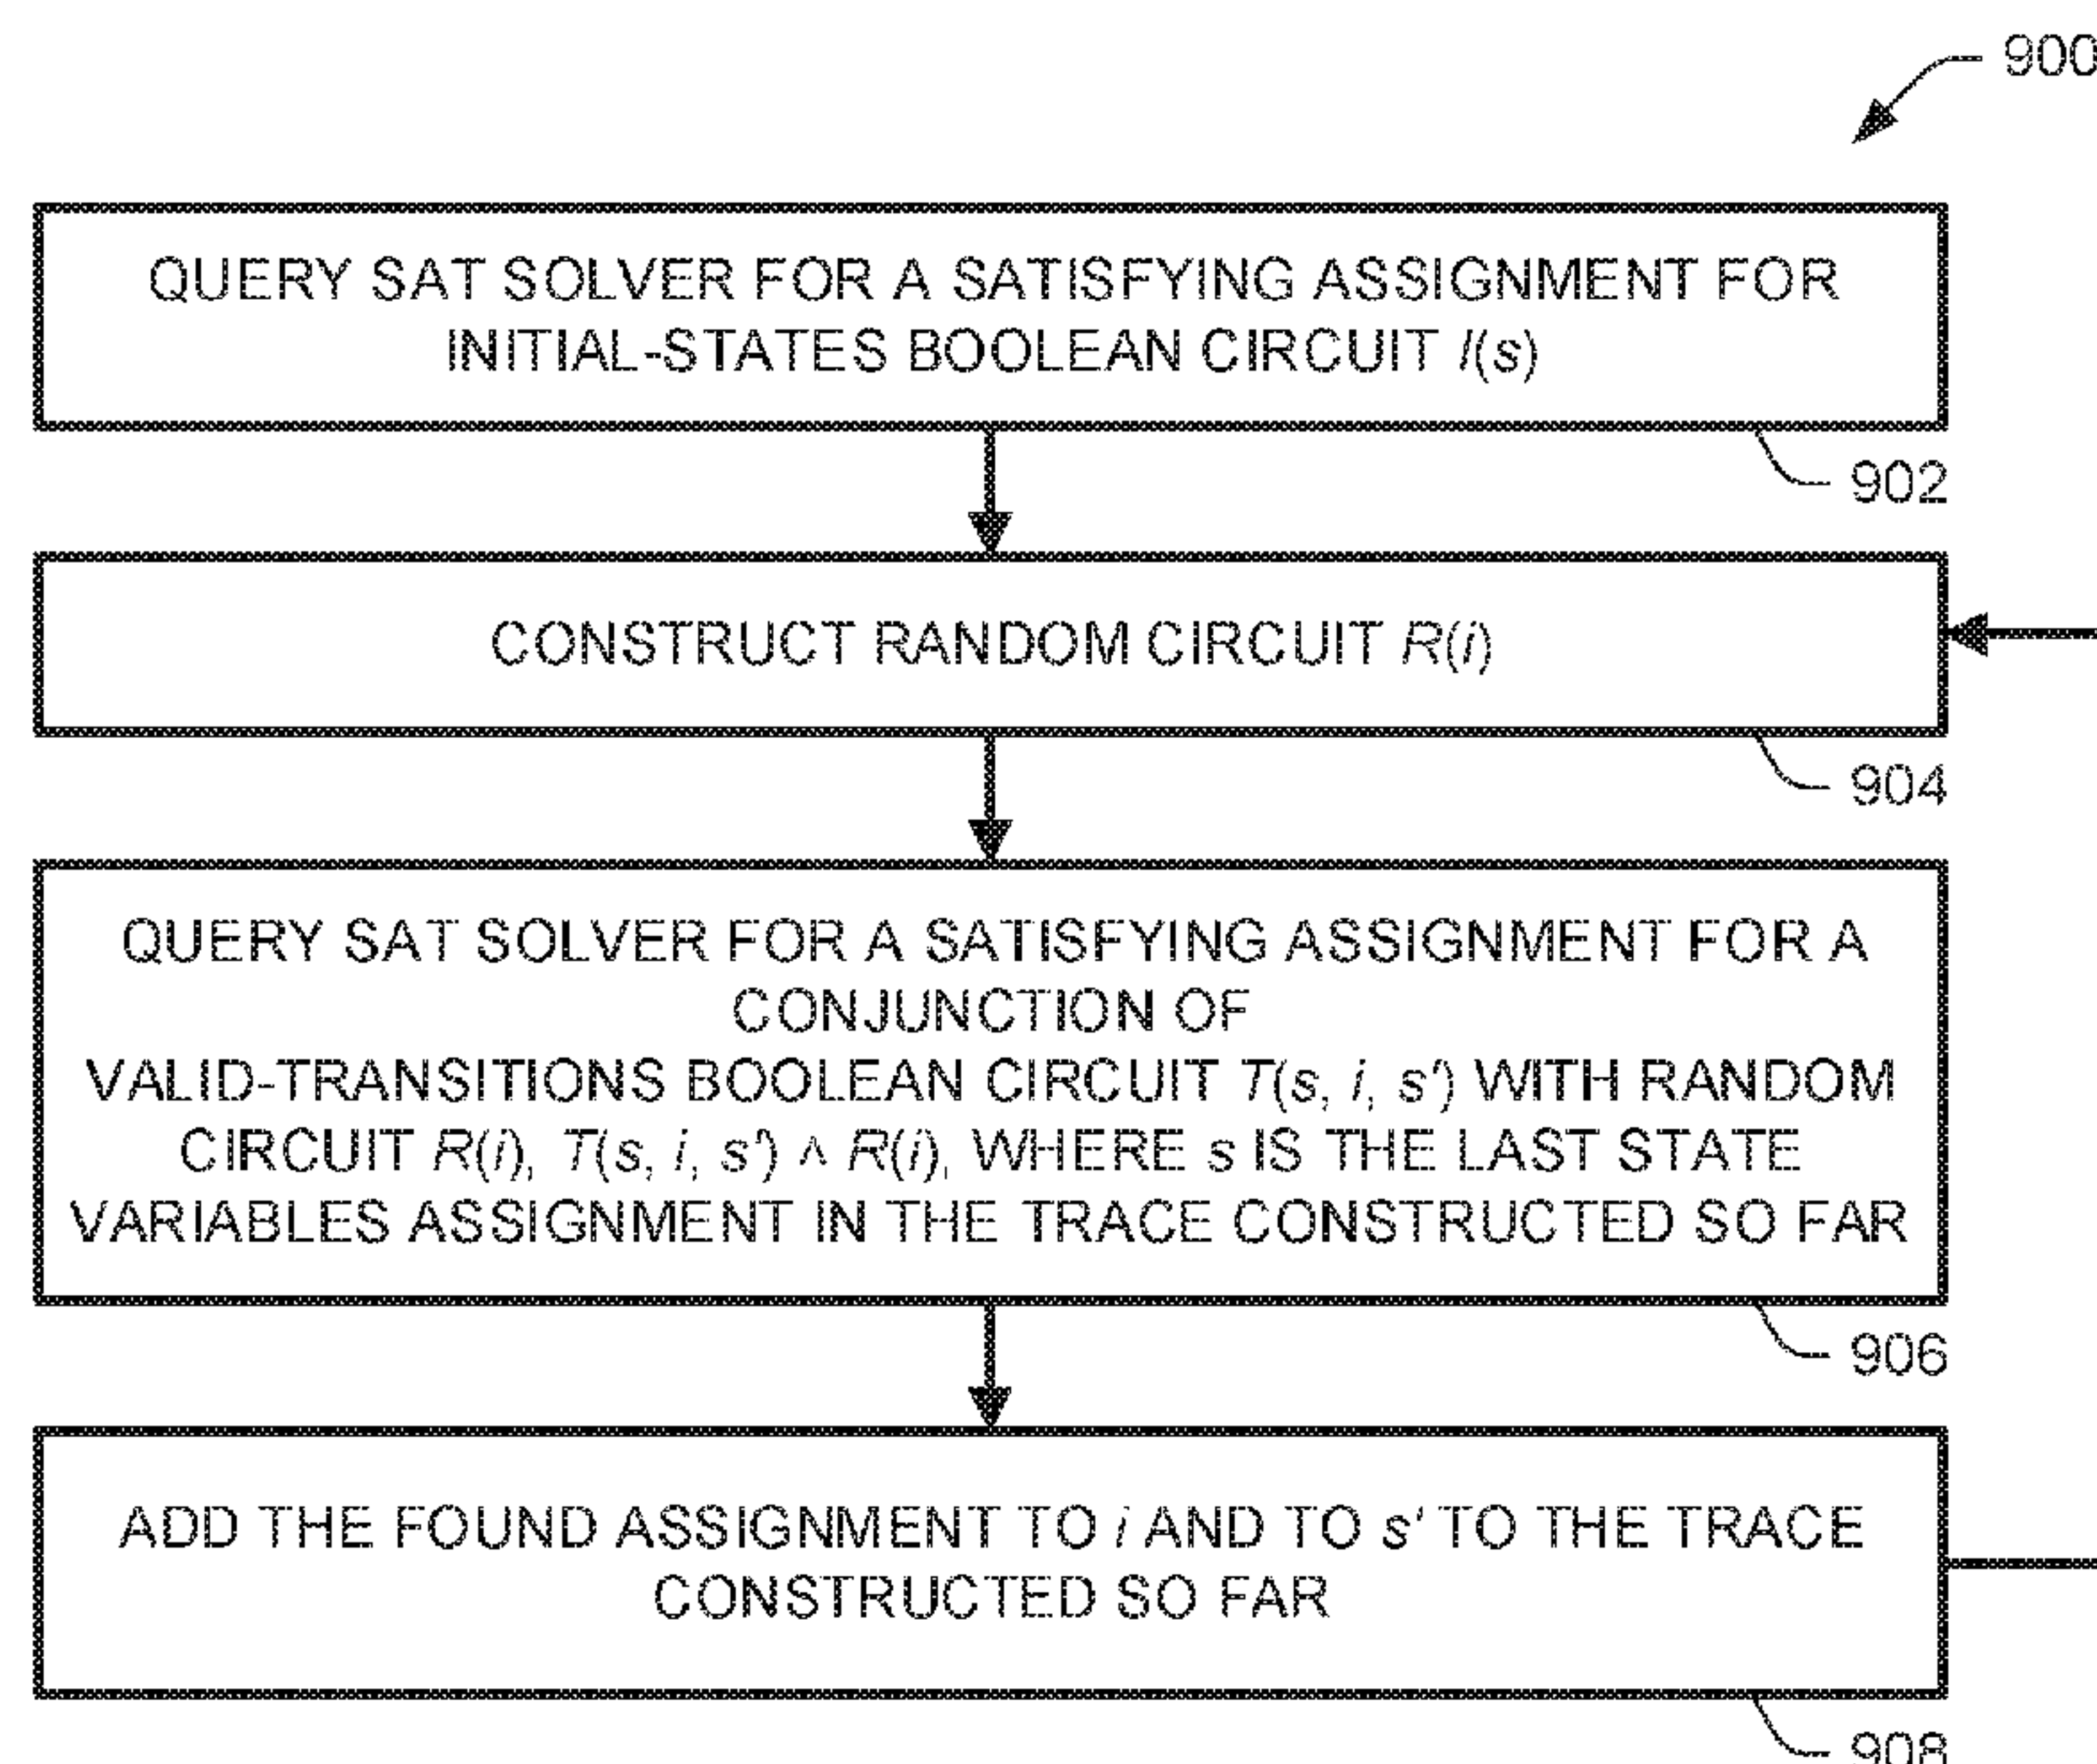 900
QUERY SAT SOLVER FOR A SATISFYING ASSIGNMENT FOR
INITIAL-STATES BOOLEAN CIRCUIT I(s)
902
CONSTRUCT RANDOM CIRCUIT R(i)
904
QUERY SAT SOLVER FOR A SATISFYING ASSIGNMENT FOR A
CONJUNCTION OF
VALID-TRANSITIONS BOOLEAN CIRCUIT T(s, i, s') WITH RANDOM
CIRCUIT R(i), T(s, i, s') ∧ R(i), WHERE s IS THE LAST STATE
VARIABLES ASSIGNMENT IN THE TRACE CONSTRUCTED SO FAR
906
ADD THE FOUND ASSIGNMENT TO i AND TO s' TO THE TRACE
CONSTRUCTED SO FAR
908